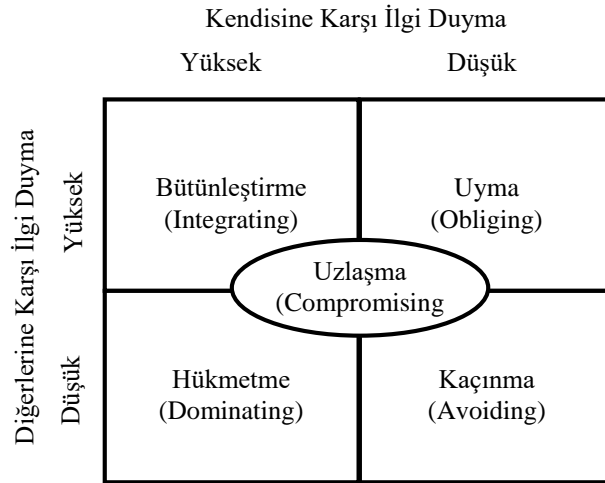 Kendisine Karşı İlgi Duyma
Yüksek
Düşük
Diğerlerine Karşı İlgi Duyma
Yüksek
Bütünleştirme
(Integrating)
Uyma
(Obliging)
Uzlaşma
(Compromising
Düşük
Hükmetme
(Dominating)
Kaçınma
(Avoiding)